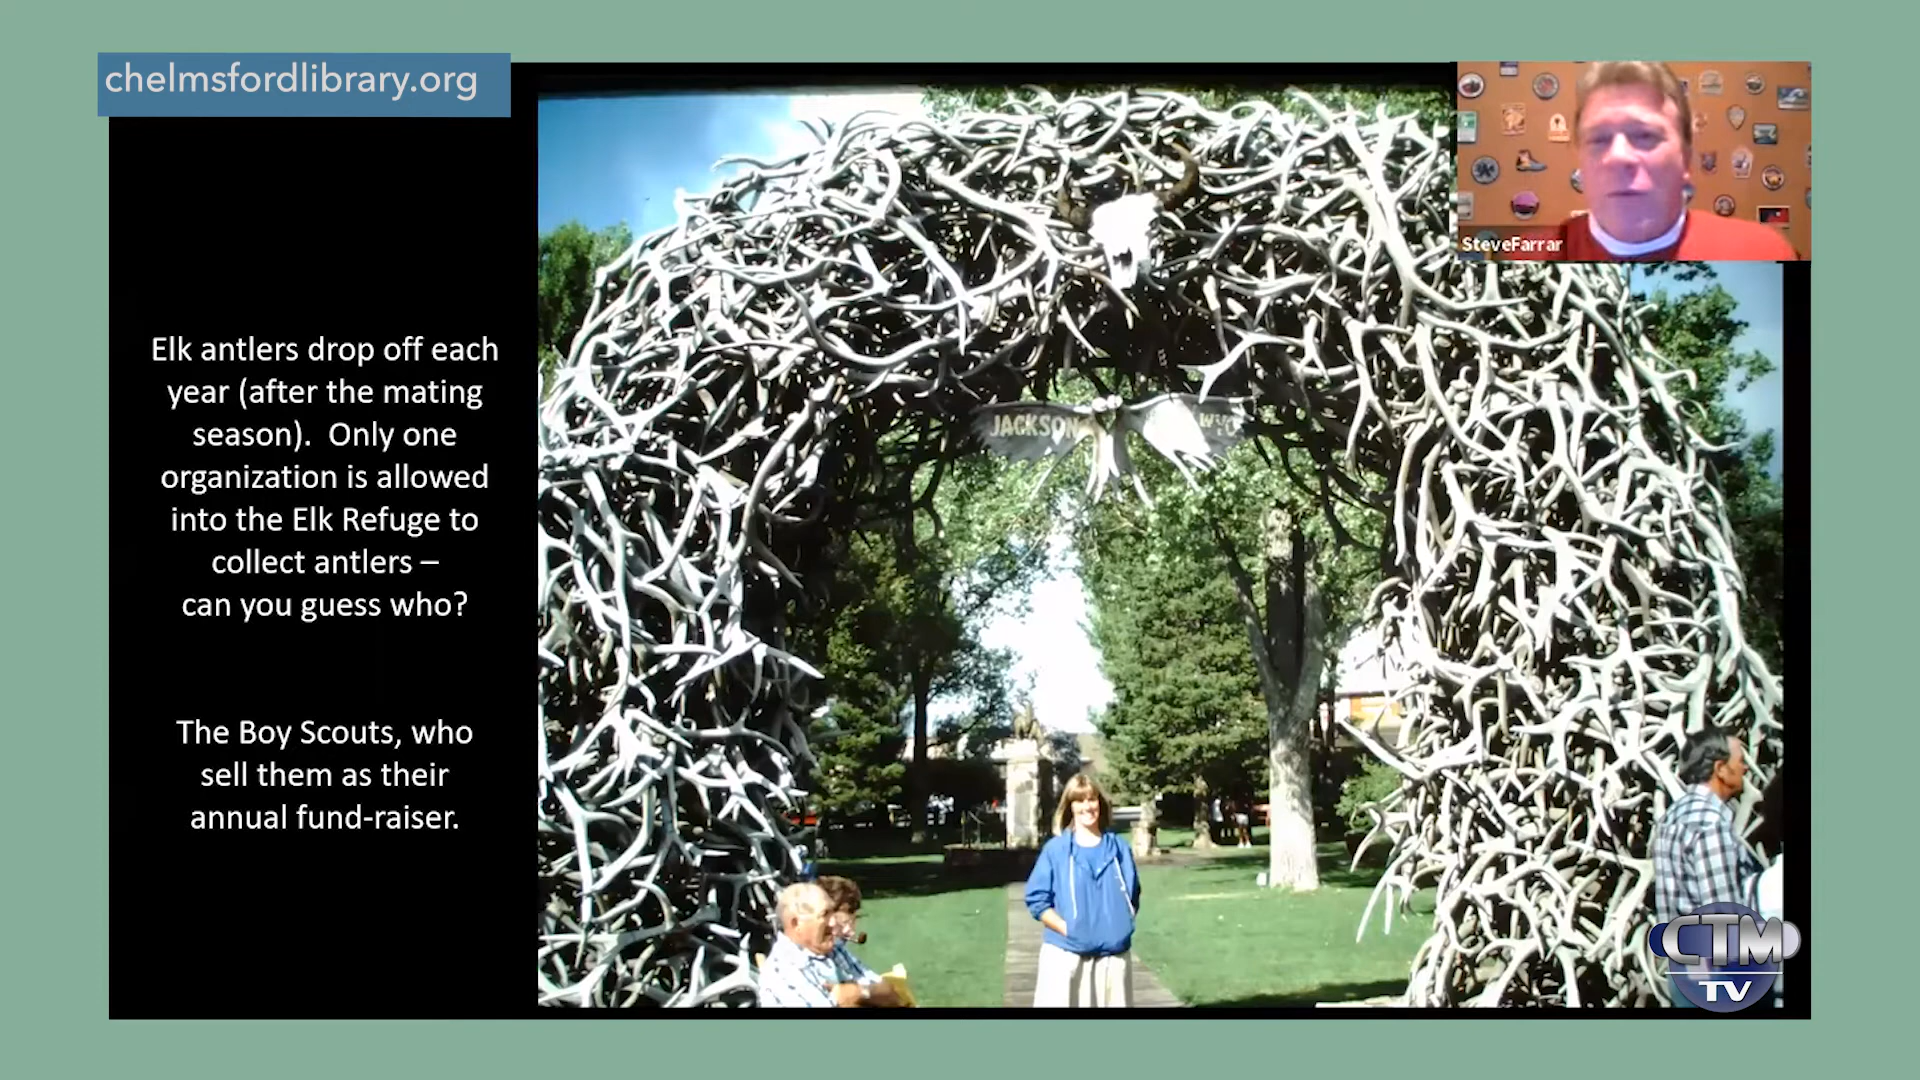 chelmsfordlibrary.org
SteveFarrar
Elk antlers drop off each
year (after the mating
season). Only one
organization is allowed
into the Elk Refuge to
collect antlers –
can you guess who?
The Boy Scouts, who
sell them as their
annual fund-raiser.
JACKSON WYO
CTM
TV